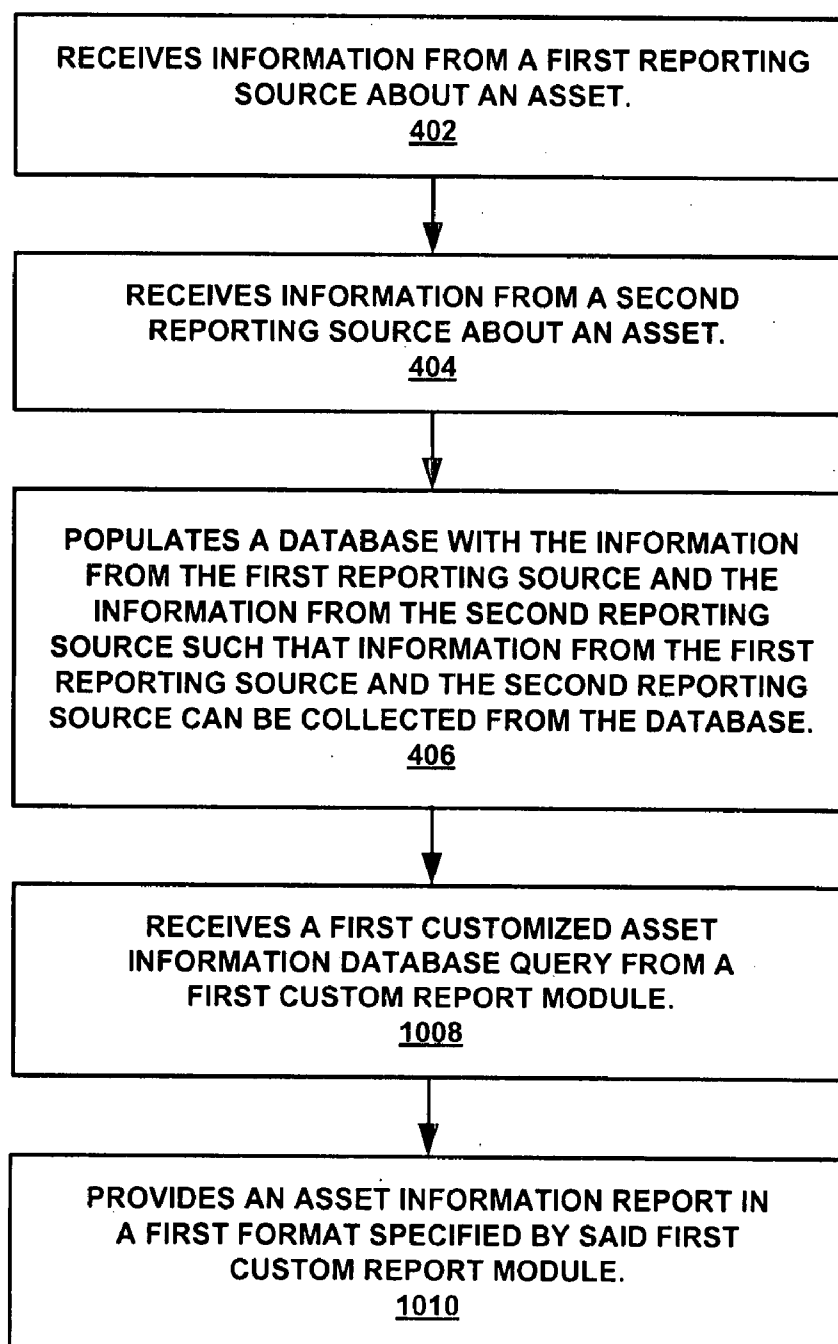 RECEIVES INFORMATION FROM A FIRST REPORTING
SOURCE ABOUT AN ASSET.
402
RECEIVES INFORMATION FROM A SECOND
REPORTING SOURCE ABOUT AN ASSET.
404
POPULATES A DATABASE WITH THE INFORMATION
FROM THE FIRST REPORTING SOURCE AND THE
INFORMATION FROM THE SECOND REPORTING
SOURCE SUCH THAT INFORMATION FROM THE FIRST
REPORTING SOURCE AND THE SECOND REPORTING
SOURCE CAN BE COLLECTED FROM THE DATABASE.
406
RECEIVES A FIRST CUSTOMIZED ASSET
INFORMATION DATABASE QUERY FROM A
FIRST CUSTOM REPORT MODULE.
1008
PROVIDES AN ASSET INFORMATION REPORT IN
A FIRST FORMAT SPECIFIED BY SAID FIRST
CUSTOM REPORT MODULE.
1010